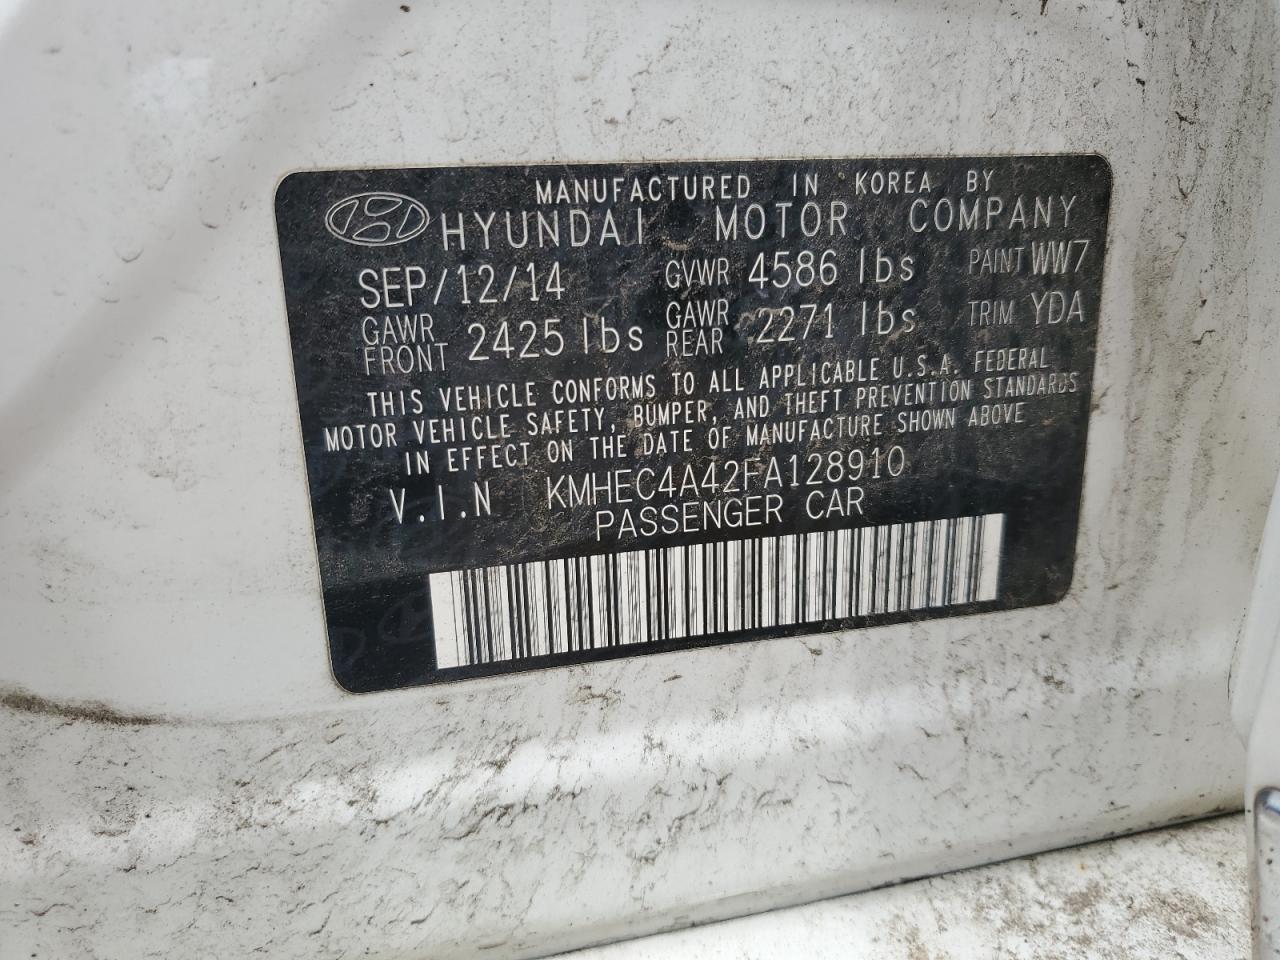 MANUFACTURED IN KOREA BY
HYUNDAI MOTOR COMPANY
SEP/12/14 GVWR 4586 lbs PAINT WW7
GAWR FRONT 2425 lbs GAWR REAR 2271 lbs TRIM YDA
THIS VEHICLE CONFORMS TO ALL APPLICABLE U.S.A. FEDERAL
MOTOR VEHICLE SAFETY, BUMPER, AND THEFT PREVENTION STANDARDS
IN EFFECT ON THE DATE OF MANUFACTURE SHOWN ABOVE
V.I.N KMHEC4A42FA128910
PASSENGER CAR